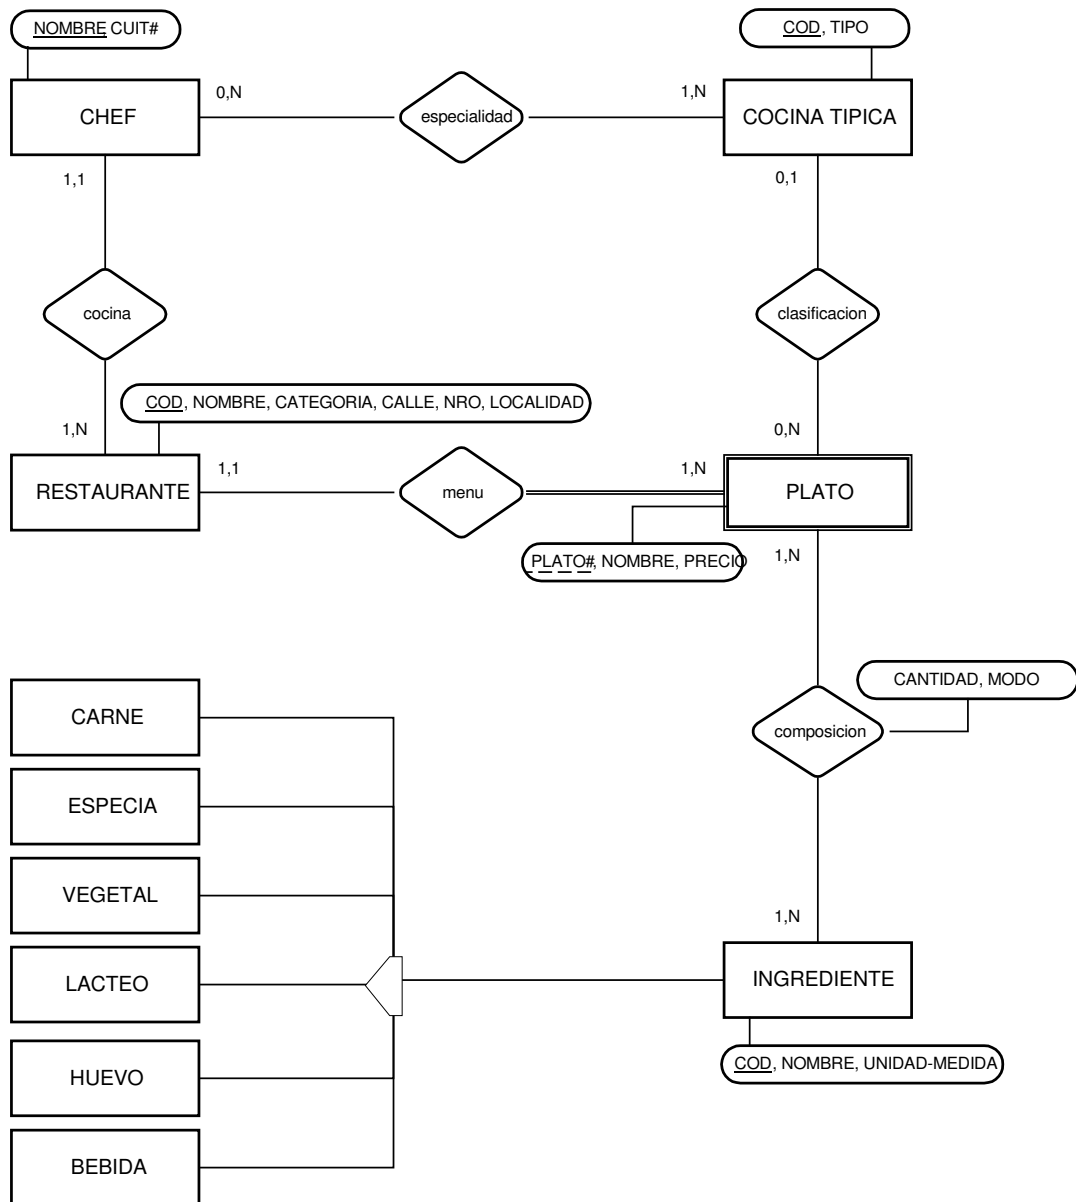 NOMBRE CUIT#
COD, TIPO
CHEF
0,N
especialidad
1,N
COCINA TIPICA
1,1
0,1
cocina
clasificacion
COD, NOMBRE, CATEGORIA, CALLE, NRO, LOCALIDAD
1,N
0,N
RESTAURANTE
1,1
menu
1,N
PLATO
PLATO#, NOMBRE, PRECIO
1,N
CANTIDAD, MODO
CARNE
composicion
ESPECIA
VEGETAL
1,N
LACTEO
INGREDIENTE
COD, NOMBRE, UNIDAD-MEDIDA
HUEVO
BEBIDA